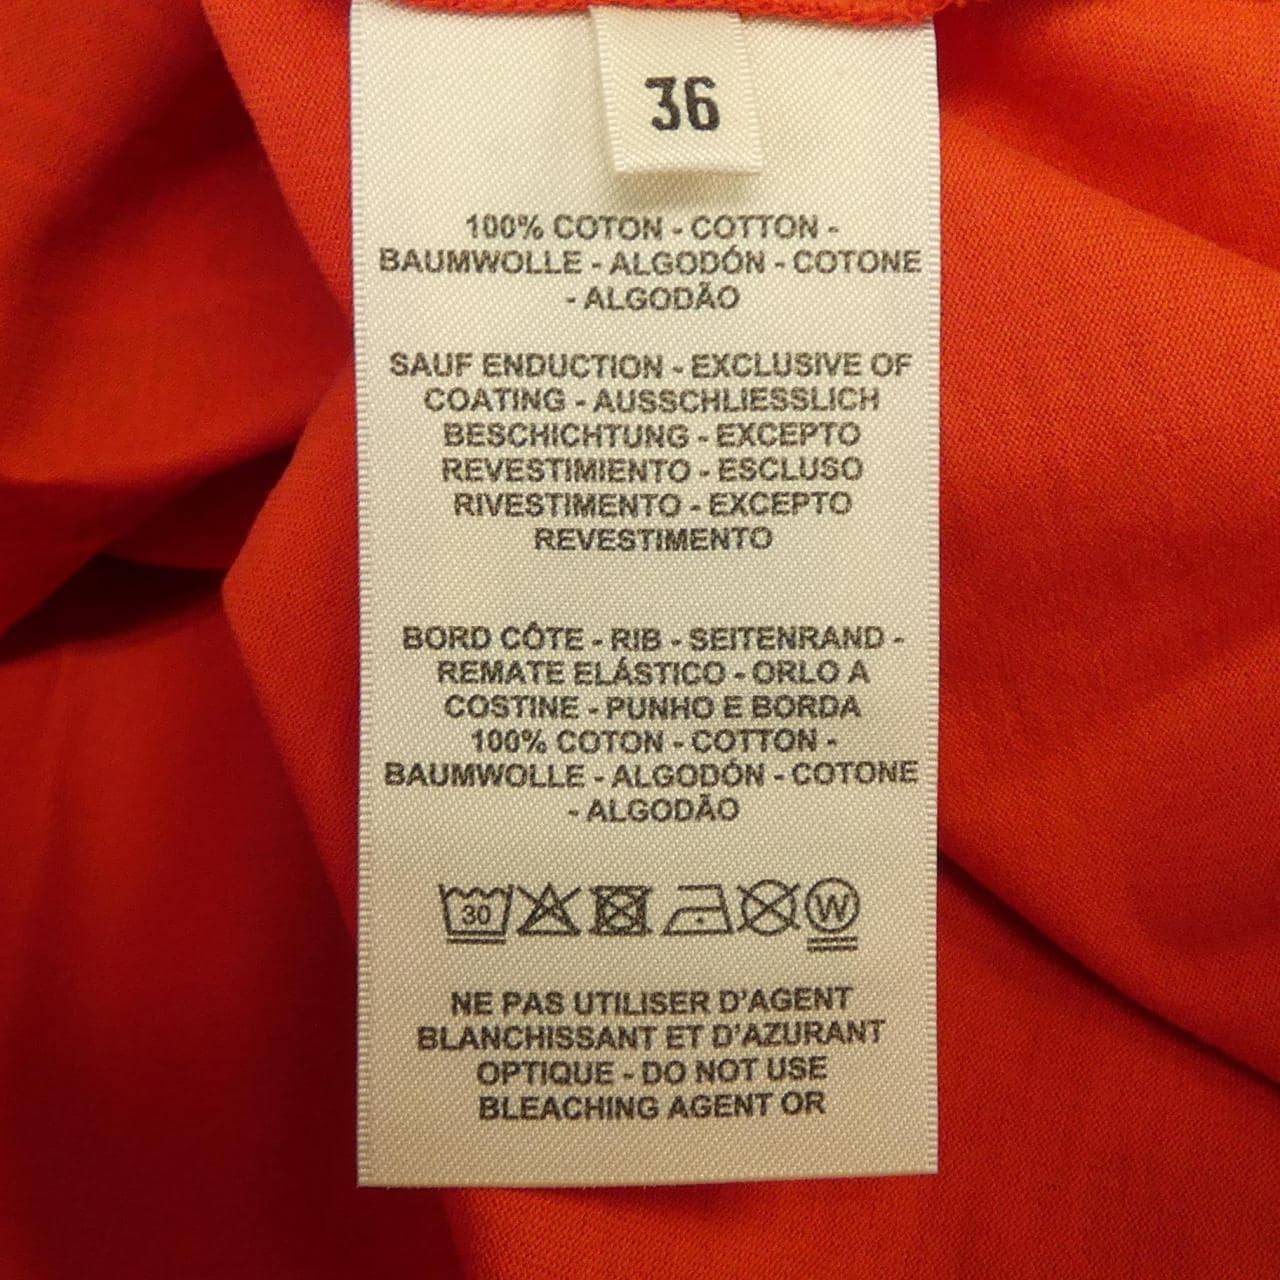 36
100% COTON - COTTON -
BAUMWOLLE - ALGODÓN - COTONE
- ALGODÃO
SAUF ENDUCTION - EXCLUSIVE OF
COATING - AUSSCHLIESSLICH
BESCHICHTUNG - EXCEPTO
REVESTIMIENTO - ESCLUSO
RIVESTIMENTO - EXCEPTO
REVESTIMENTO
BORD CÔTE - RIB - SEITENRAND -
REMATE ELÁSTICO - ORLO A
COSTINE - PUNHO E BORDA
100% COTON - COTTON -
BAUMWOLLE - ALGODÓN - COTONE
- ALGODÃO
30 W
NE PAS UTILISER D'AGENT
BLANCHISSANT ET D'AZURANT
OPTIQUE - DO NOT USE
BLEACHING AGENT OR